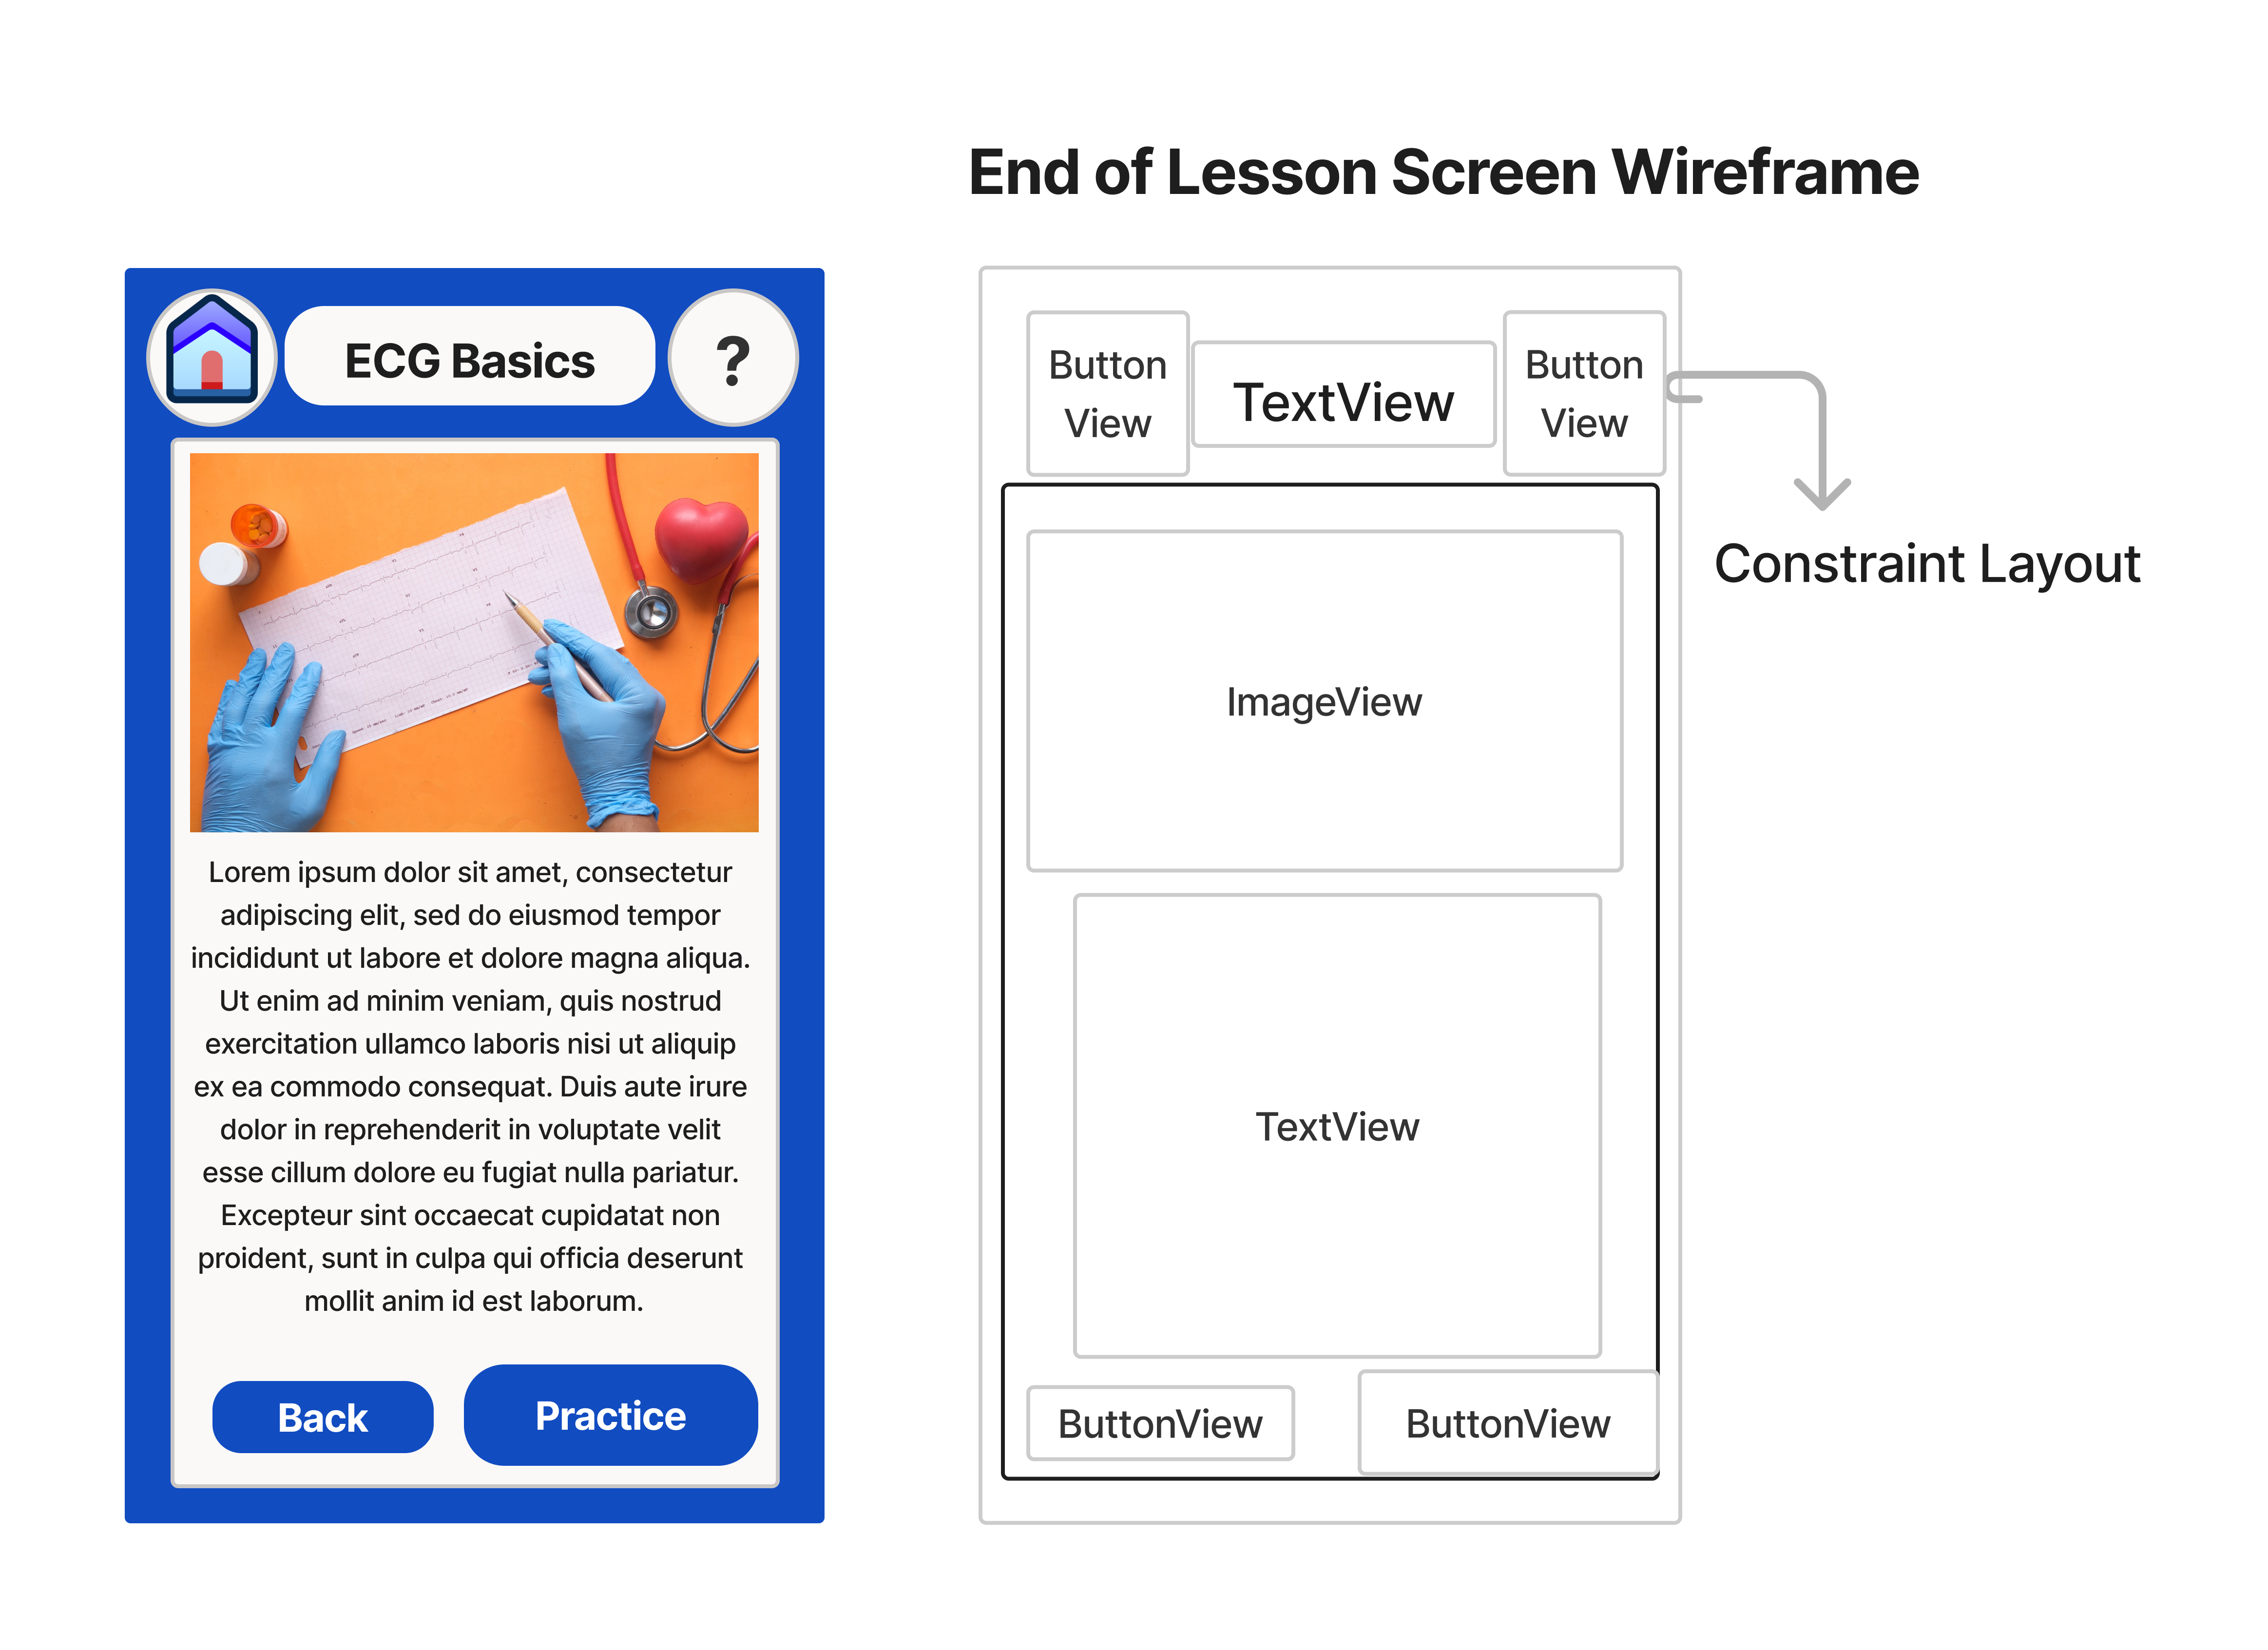 End of Lesson Screen Wireframe
ECG Basics
?
Lorem ipsum dolor sit amet, consectetur
adipiscing elit, sed do eiusmod tempor
incididunt ut labore et dolore magna aliqua.
Ut enim ad minim veniam, quis nostrud
exercitation ullamco laboris nisi ut aliquip
ex ea commodo consequat. Duis aute irure
dolor in reprehenderit in voluptate velit
esse cillum dolore eu fugiat nulla pariatur.
Excepteur sint occaecat cupidatat non
proident, sunt in culpa qui officia deserunt
mollit anim id est laborum.
Back
Practice
Button
View
TextView
Button
View
Constraint Layout
ImageView
TextView
ButtonView
ButtonView